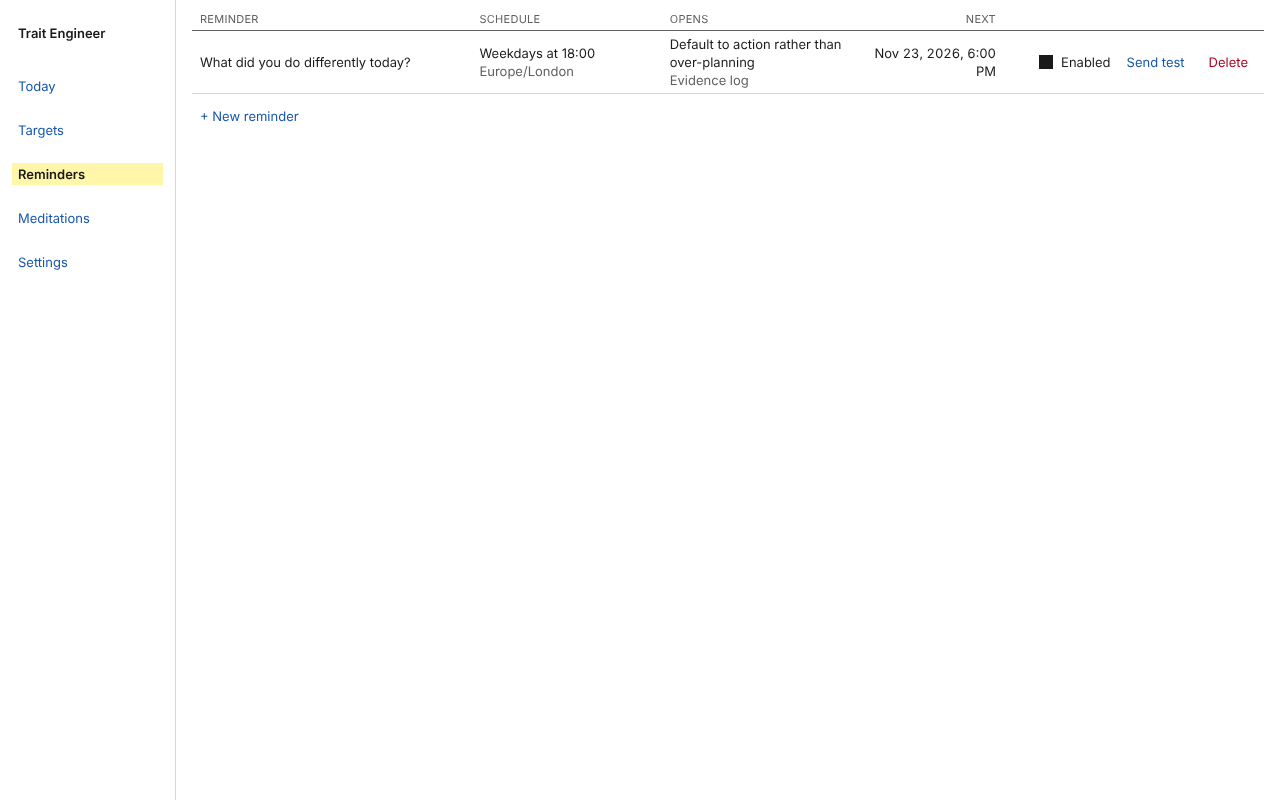 Trait Engineer
Today
Targets
Reminders
Meditations
Settings
REMINDER SCHEDULE OPENS NEXT
What did you do differently today?
Weekdays at 18:00
Europe/London
Default to action rather than
over-planning
Evidence log
Nov 23, 2026, 6:00
PM
Enabled Send test Delete
+ New reminder